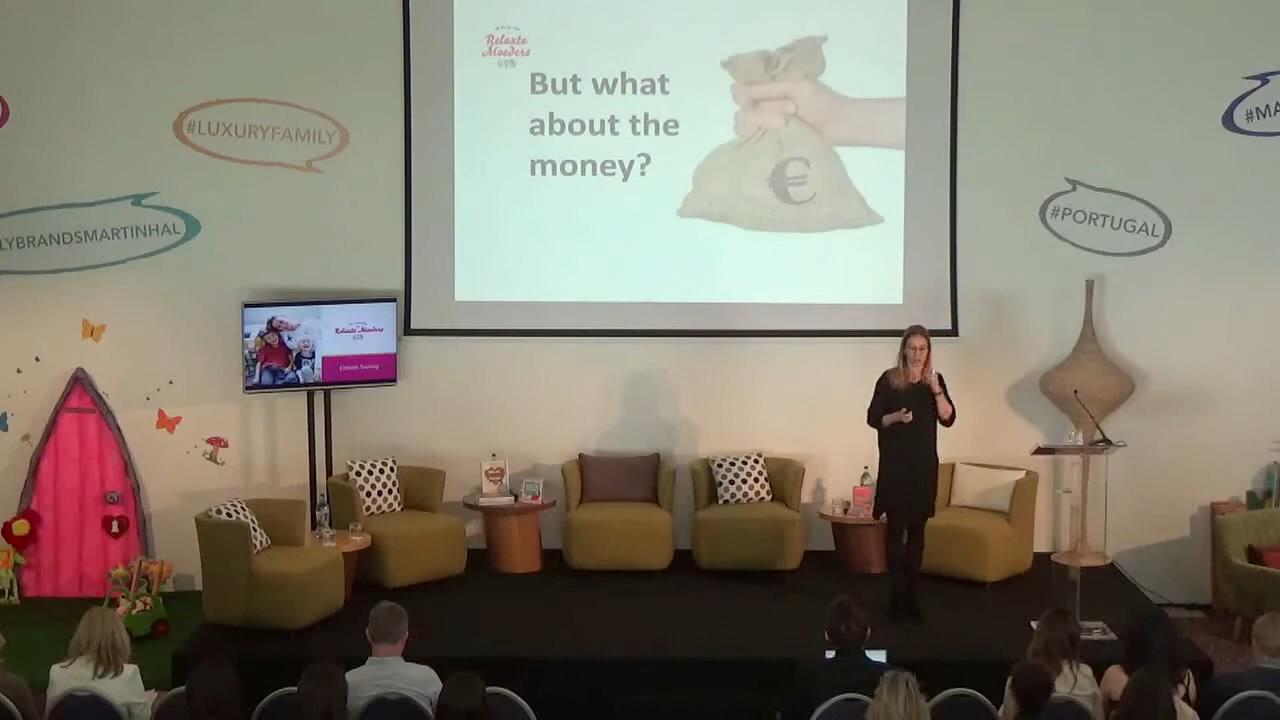 Relaxte
Moeders
But what
about the
money?
€
#LUXURYFAMILY
LYBRANDSMARTINHAL
#PORTUGAL
#MA
Relaxte Moeders